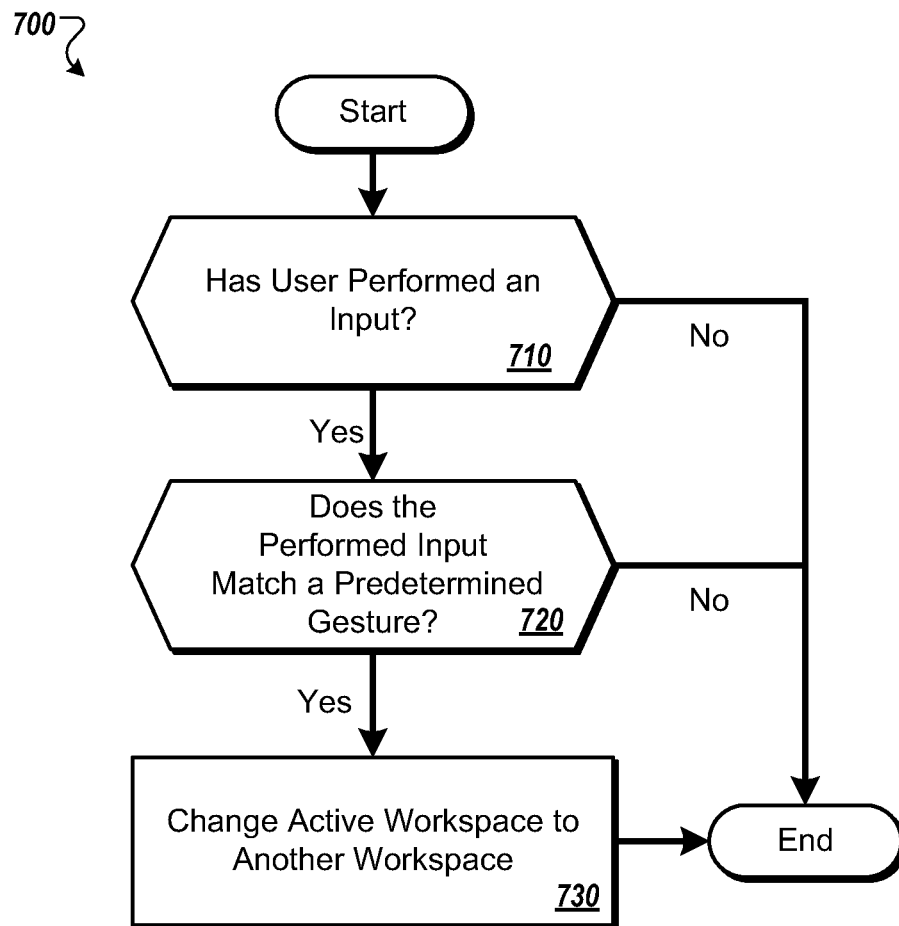 700
Start
Has User Performed an
Input?
710
No
Yes
Does the
Performed Input
Match a Predetermined
Gesture?
720
No
Yes
Change Active Workspace to
Another Workspace
730
End